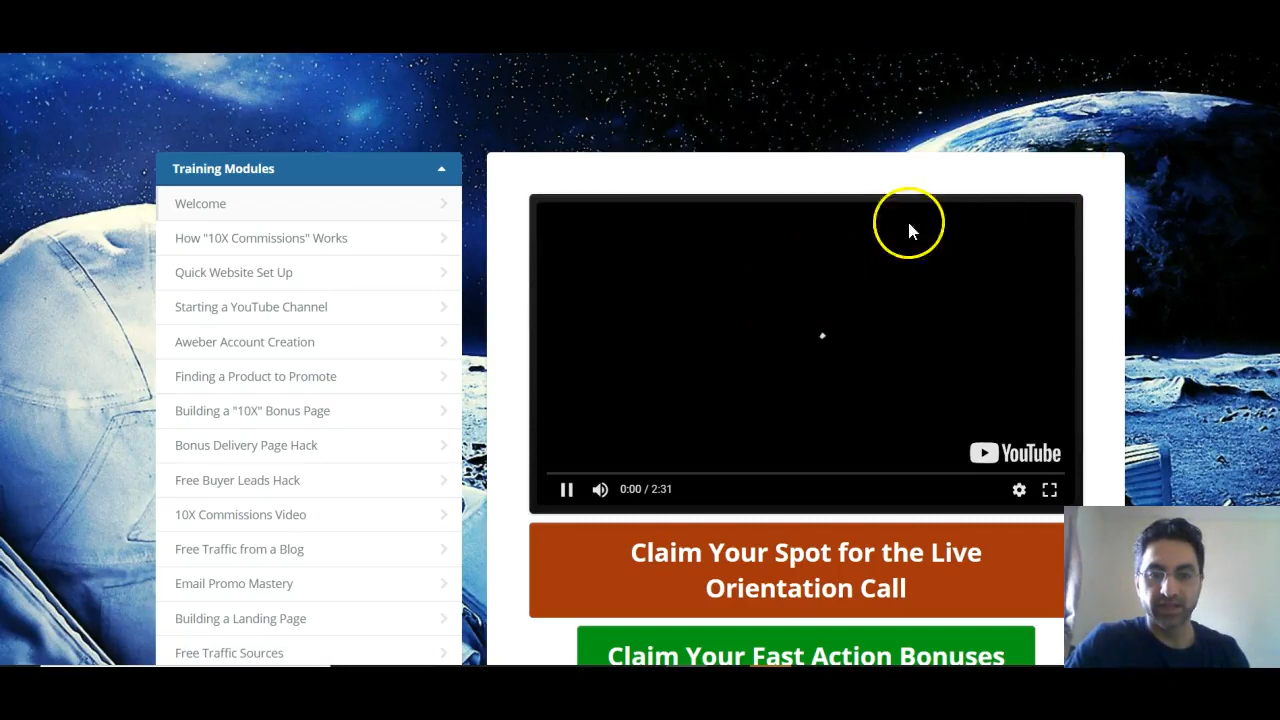 Training Modules
Welcome
How "10X Commissions" Works
Quick Website Set Up
Starting a YouTube Channel
Aweber Account Creation
Finding a Product to Promote
Building a "10X" Bonus Page
Bonus Delivery Page Hack
Free Buyer Leads Hack
10X Commissions Video
Free Traffic from a Blog
Email Promo Mastery
Building a Landing Page
Free Traffic Sources
YouTube
0:00 / 2:31
Claim Your Spot for the Live
Orientation Call
Claim Your Fast Action Bonuses